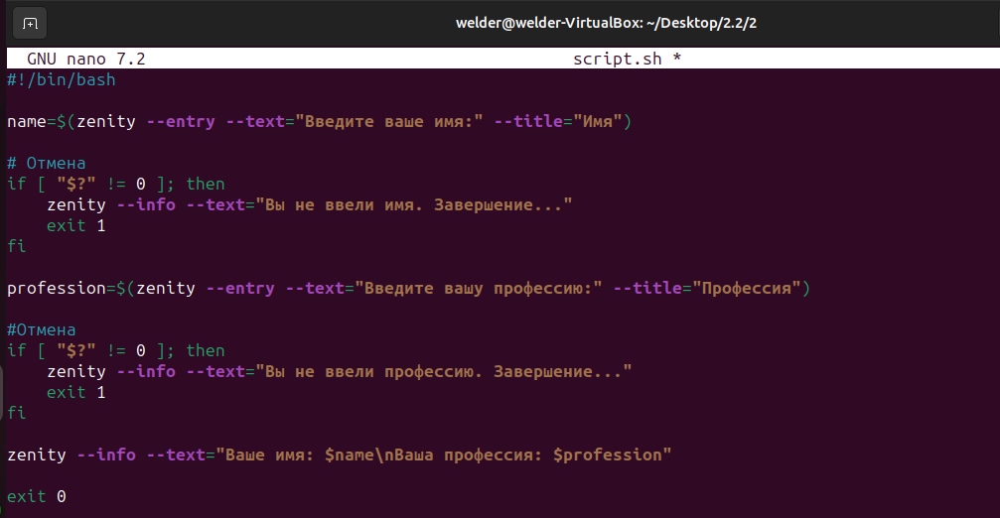 welder@welder-VirtualBox: ~/Desktop/2.2/2
GNU nano 7.2 script.sh *
#!/bin/bash
name=$(zenity --entry --text="Введите ваше имя:" --title="Имя")
# Отмена
if [ "$?" != 0 ]; then
    zenity --info --text="Вы не ввели имя. Завершение..."
    exit 1
fi
profession=$(zenity --entry --text="Введите вашу профессию:" --title="Профессия")
#Отмена
if [ "$?" != 0 ]; then
    zenity --info --text="Вы не ввели профессию. Завершение..."
    exit 1
fi
zenity --info --text="Ваше имя: $name\nВаша профессия: $profession"
exit 0